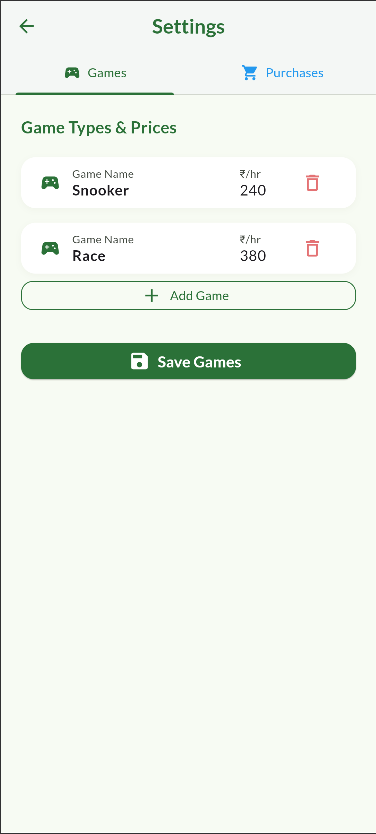 Settings
Games
Purchases
Game Types & Prices
Game Name
₹/hr
Snooker
240
Game Name
₹/hr
Race
380
Add Game
Save Games